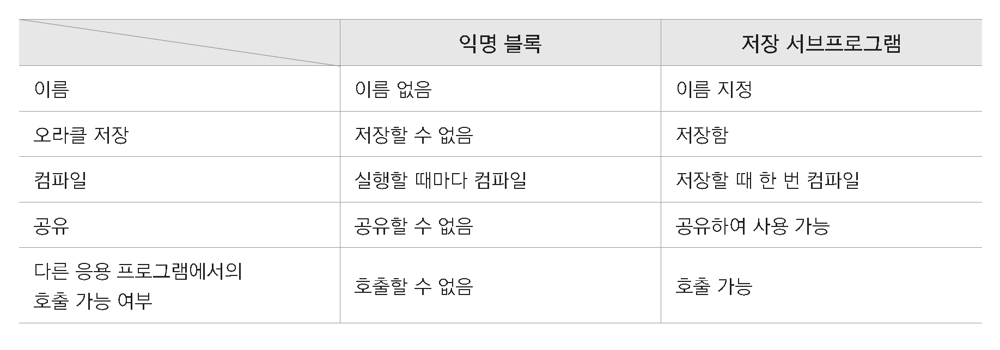 익명 블록 저장 서브프로그램
이름 이름 없음 이름 지정
오라클 저장 저장할 수 없음 저장함
컴파일 실행할 때마다 컴파일 저장할 때 한 번 컴파일
공유 공유할 수 없음 공유하여 사용 가능
다른 응용 프로그램에서의
호출 가능 여부 호출할 수 없음 호출 가능